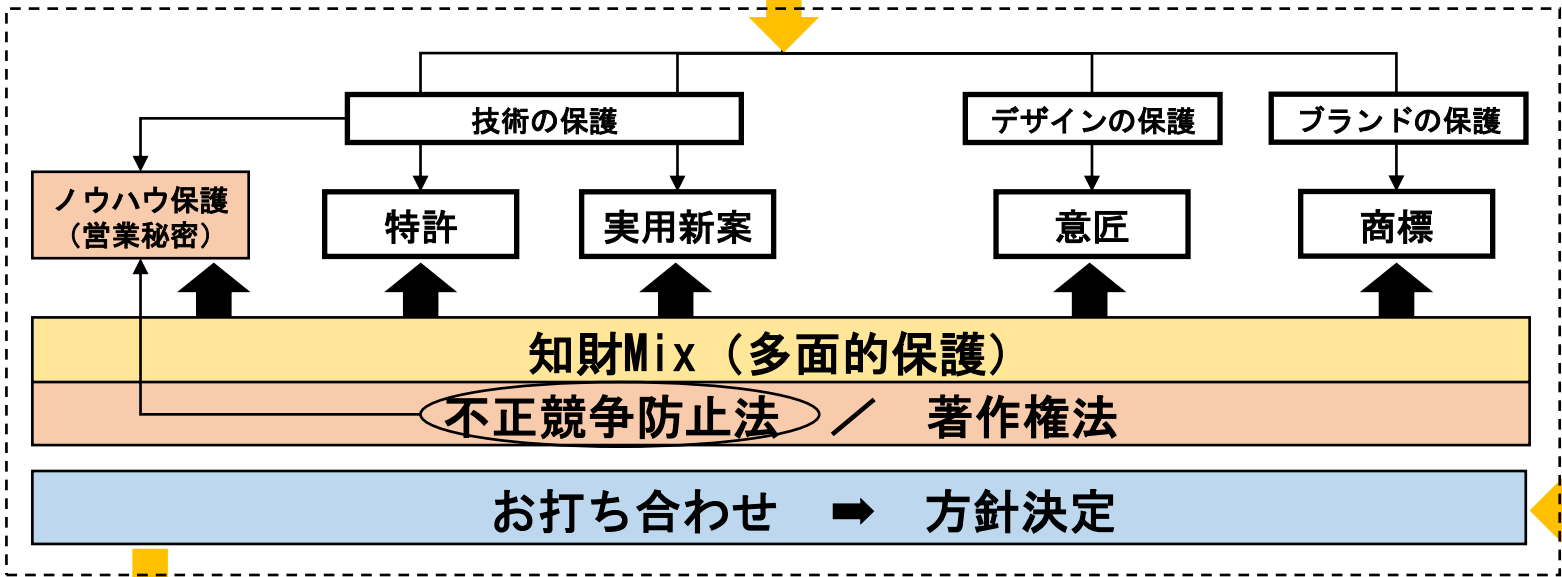 技術の保護
デザインの保護
ブランドの保護
ノウハウ保護
（営業秘密）
特許
実用新案
意匠
商標
知財Mix（多面的保護）
不正競争防止法 ／ 著作権法
お打ち合わせ ➡ 方針決定